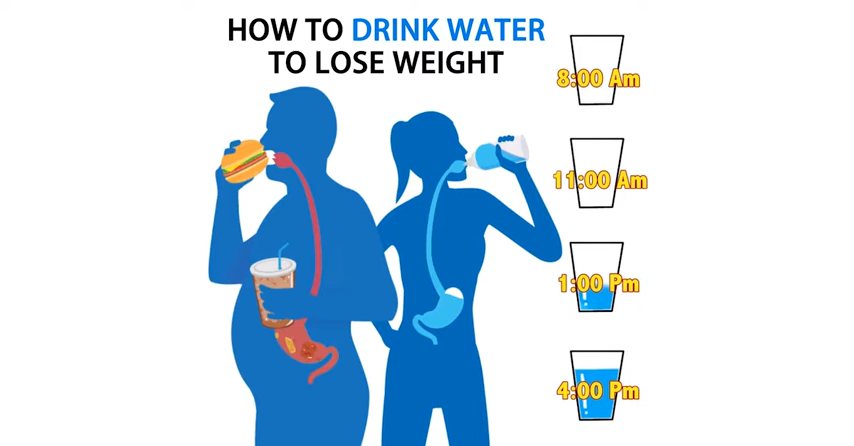 HOW TO DRINK WATER
TO LOSE WEIGHT
8:00 Am
11:00 Am
1:00 Pm
4:00 Pm